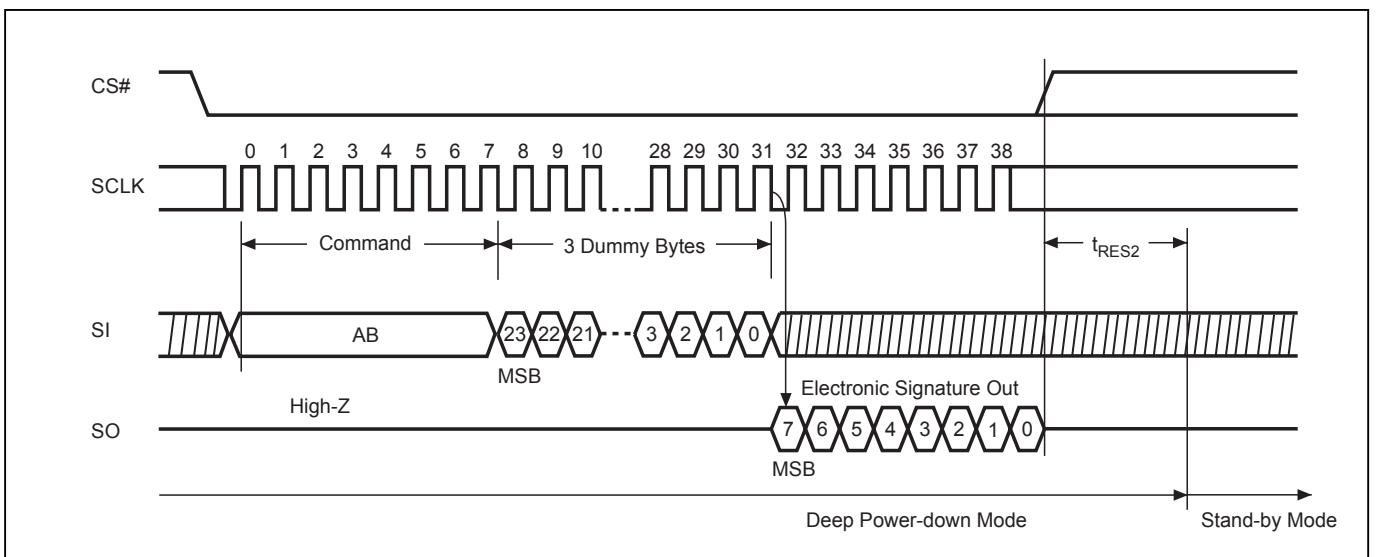 CS#
0 1 2 3 4 5 6 7 8 9 10 28 29 30 31 32 33 34 35 36 37 38
SCLK
Command 3 Dummy Bytes tRES2
SI AB 23 22 21 3 2 1 0
MSB
High-Z Electronic Signature Out
SO 7 6 5 4 3 2 1 0
MSB
Deep Power-down Mode Stand-by Mode